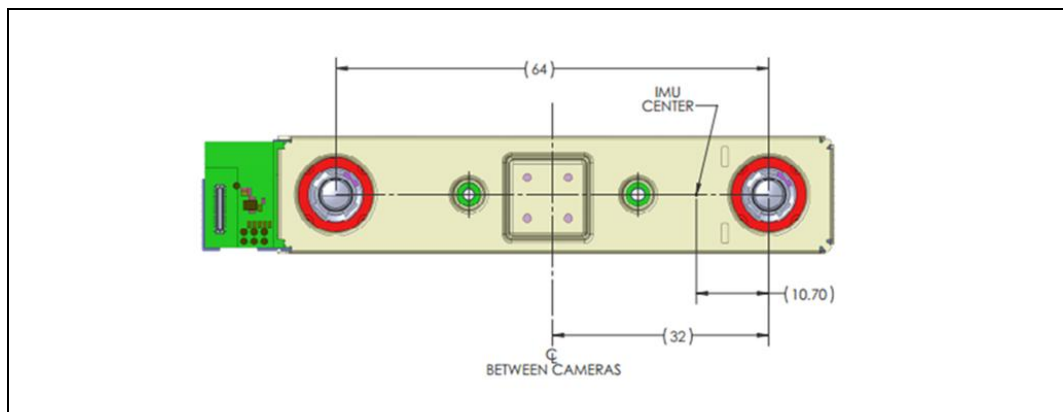 (64)
IMU
CENTER
(10.70)
(32)
℄
BETWEEN CAMERAS